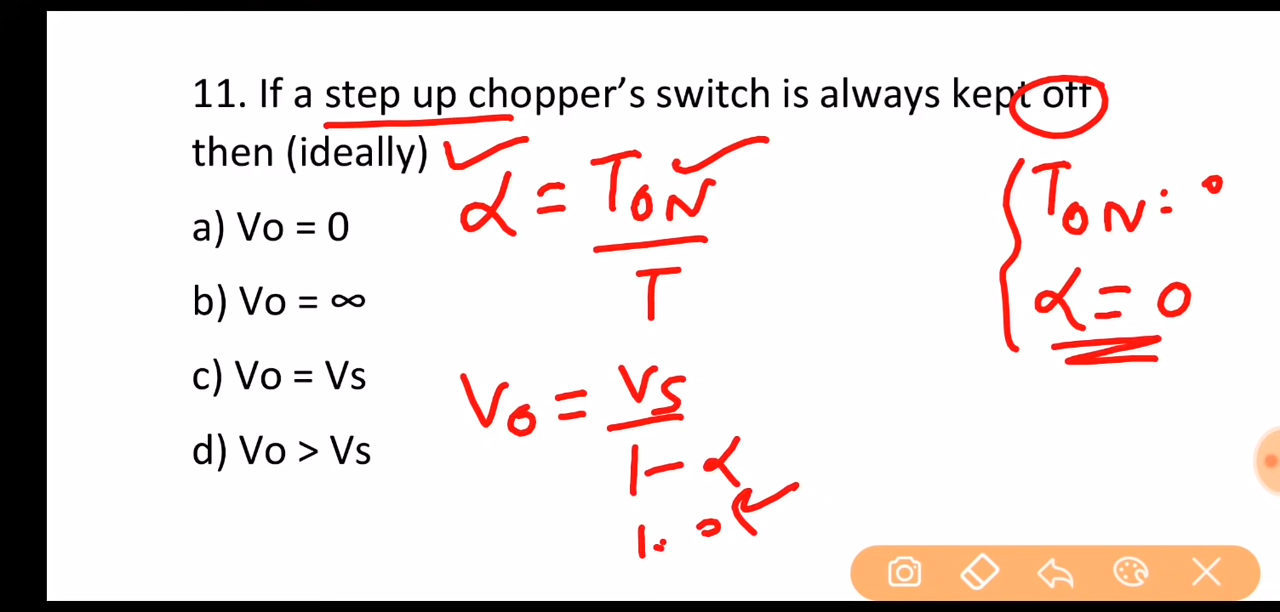 11. If a step up chopper's switch is always kept off
then (ideally)
α = TON
T
TON = 0
α = 0
a) Vo = 0
b) Vo = ∞
c) Vo = Vs
d) Vo > Vs
Vo = Vs
1 - α
1 - 0